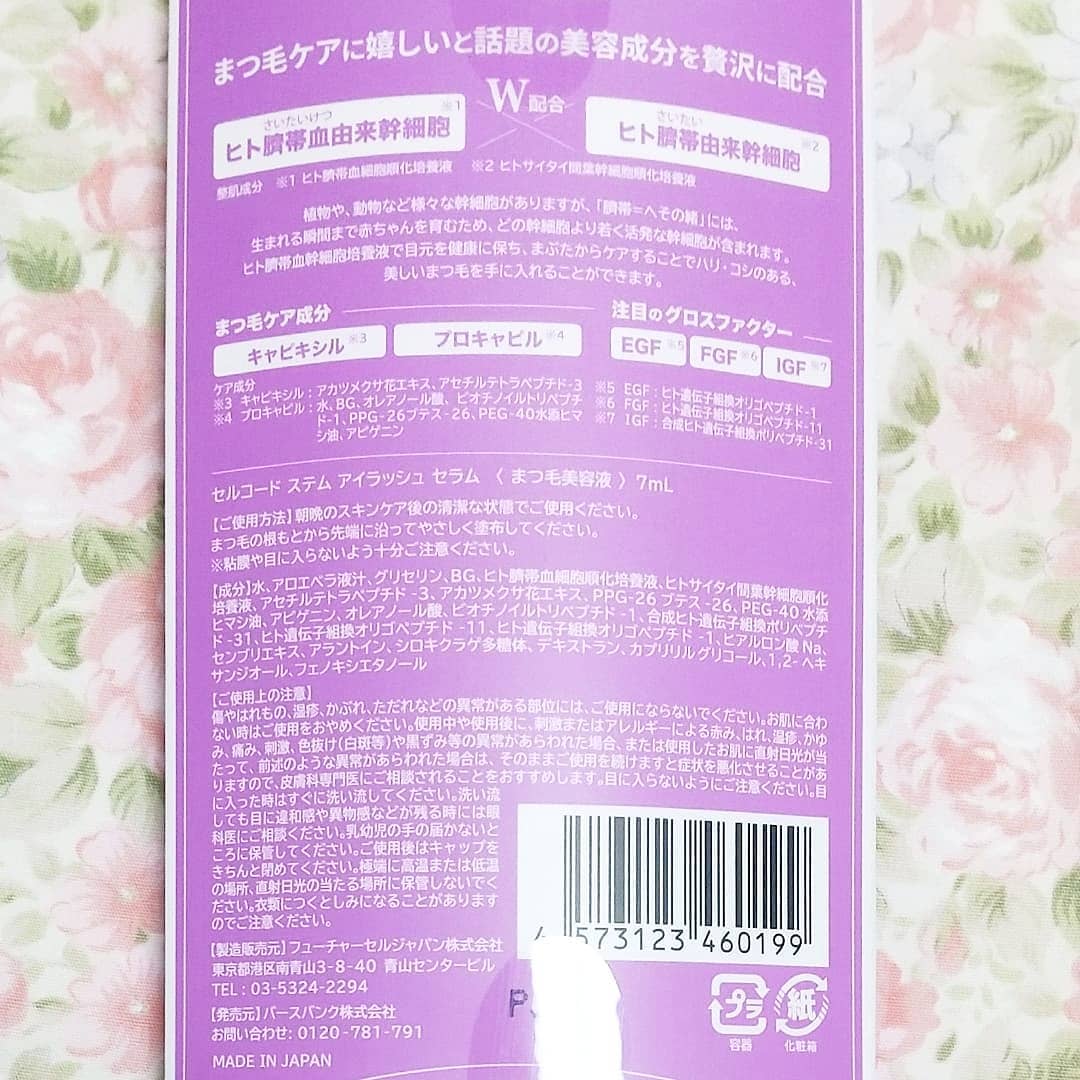 まつ毛ケアに嬉しいと話題の美容成分を贅沢に配合
W配合
さいたいけつ
ヒト臍帯血由来幹細胞※1
さいたい
ヒト臍帯由来幹細胞※2
整肌成分 ※1 ヒト臍帯血細胞順化培養液 ※2 ヒトサイタイ間葉幹細胞順化培養液
植物や、動物など様々な幹細胞がありますが、「臍帯=へその緒」には、
生まれる瞬間まで赤ちゃんを育むため、どの幹細胞より若く活発な幹細胞が含まれます。
ヒト臍帯血幹細胞培養液で目元を健康に保ち、まぶたからケアすることでハリ・コシのある、
美しいまつ毛を手に入れることができます。
まつ毛ケア成分
キャピキシル※3
プロキャピル※4
ケア成分
※3 キャピキシル:アカツメクサ花エキス、アセチルテトラペプチド-3
※4 プロキャピル:水、BG、オレアノール酸、ビオチノイルトリペプチ
ド-1、PPG-26ブテス-26、PEG-40水添ヒマ
シ油、アピゲニン
注目のグロスファクター
EGF※5
FGF※6
IGF※7
※5 EGF:ヒト遺伝子組換オリゴペプチド-1
※6 FGF:ヒト遺伝子組換オリゴペプチド-11
※7 IGF:合成ヒト遺伝子組換ポリペプチド-31
セルコード ステム アイラッシュ セラム 〈 まつ毛美容液 〉 7mL
【ご使用方法】朝晩のスキンケア後の清潔な状態でご使用ください。
まつ毛の根もとから先端に沿ってやさしく塗布してください。
※粘膜や目に入らないよう十分ご注意ください。
【成分】水、アロエベラ液汁、グリセリン、BG、ヒト臍帯血細胞順化培養液、ヒトサイタイ間葉幹細胞順化
培養液、アセチルテトラペプチド-3、アカツメクサ花エキス、PPG-26ブテス-26、PEG-40水添
ヒマシ油、アピゲニン、オレアノール酸、ビオチノイルトリペプチド-1、合成ヒト遺伝子組換ポリペプチ
ド-31、ヒト遺伝子組換オリゴペプチド-11、ヒト遺伝子組換オリゴペプチド-1、ヒアルロン酸Na、
センブリエキス、アラントイン、シロキクラゲ多糖体、デキストラン、カプリリルグリコール、1,2-ヘキ
サンジオール、フェノキシエタノール
【ご使用上の注意】
傷やはれもの、湿疹、かぶれ、ただれなどの異常がある部位には、ご使用にならないでください。お肌に合わ
ない時はご使用をおやめください。使用中や使用後に、刺激またはアレルギーによる赤み、はれ、湿疹、かゆ
み、痛み、刺激、色抜け(白斑等)や黒ずみ等の異常があらわれた場合、または使用したお肌に直射日光が当
たって、前述のような異常があらわれた場合は、そのままご使用を続けますと症状を悪化させることがあ
りますので、皮膚科専門医にご相談されることをおすすめします。目に入らないようにご注意ください。目
に入った時はすぐに洗い流してください。洗い流
しても目に違和感や異物感などが残る時には眼
科医にご相談ください。乳幼児の手の届かないと
ころに保管してください。ご使用後はキャップを
きちんと閉めてください。極端に高温または低温
の場所、直射日光の当たる場所に保管しないでく
ださい。衣類につくとしみになることがあります
のでご注意ください。
【製造販売元】フューチャーセルジャパン株式会社
東京都港区南青山3-8-40 青山センタービル
TEL : 03-5324-2294
【発売元】バースバンク株式会社
お問い合わせ: 0120-781-791
MADE IN JAPAN
4 573123 460199
プラ
容器
紙
化粧箱